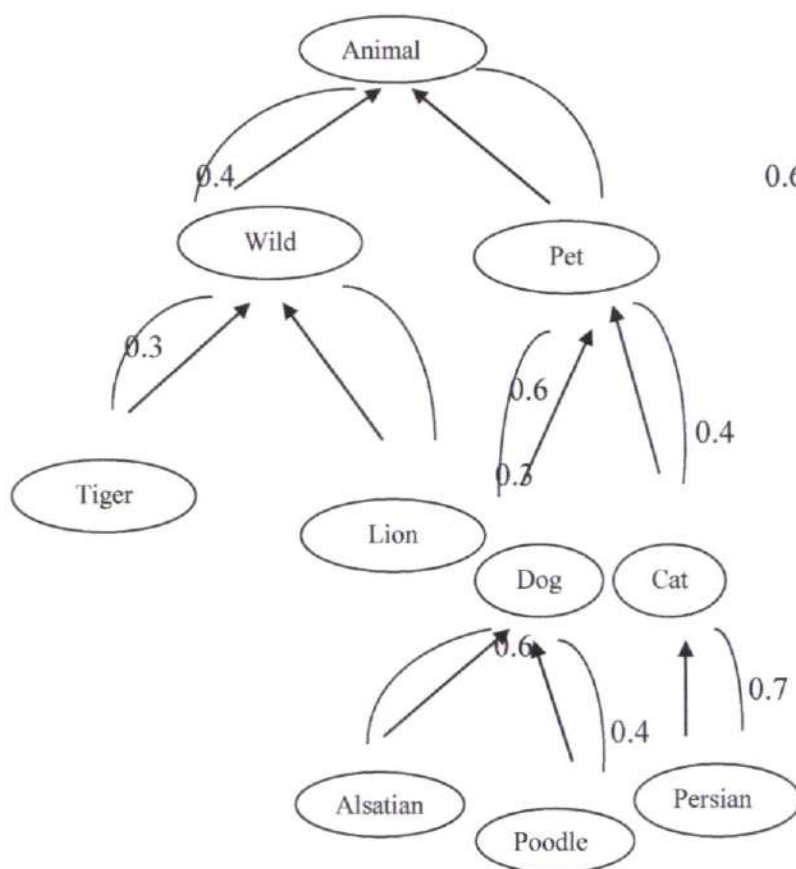 Animal
0.4
0.6
Wild
Pet
0.3
0.6
0.4
Tiger
0.3
Lion
Dog
Cat
0.6
0.7
0.4
Alsatian
Persian
Poodle